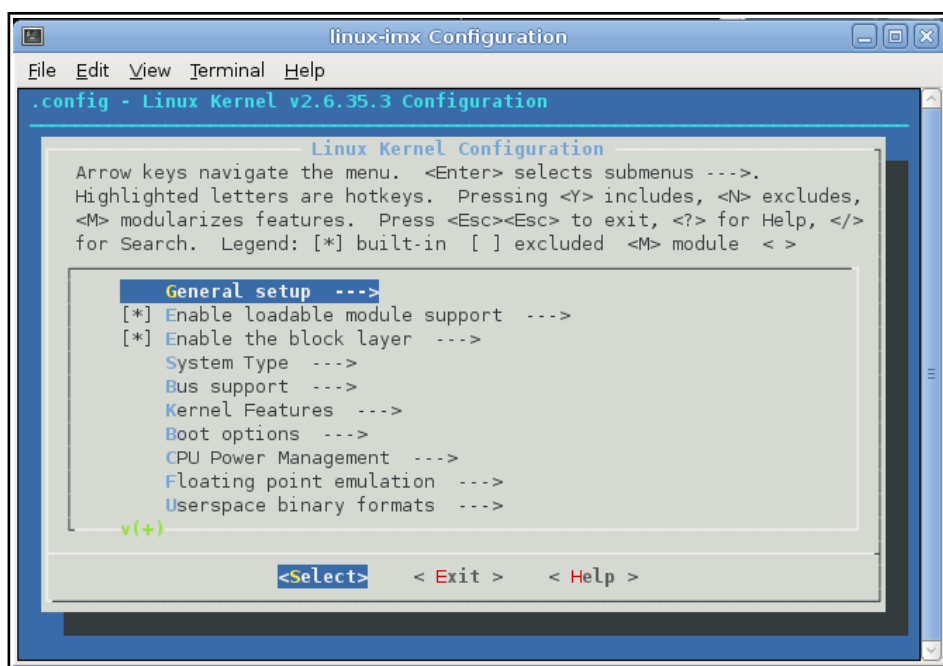 linux-imx Configuration
File Edit View Terminal Help
.config - Linux Kernel v2.6.35.3 Configuration
Linux Kernel Configuration
Arrow keys navigate the menu. <Enter> selects submenus --->.
Highlighted letters are hotkeys. Pressing <Y> includes, <N> excludes,
<M> modularizes features. Press <Esc><Esc> to exit, <?> for Help, </>
for Search. Legend: [*] built-in [ ] excluded <M> module < >
General setup --->
[*] Enable loadable module support --->
[*] Enable the block layer --->
System Type --->
Bus support --->
Kernel Features --->
Boot options --->
CPU Power Management --->
Floating point emulation --->
Userspace binary formats --->
v(+)
<Select> < Exit > < Help >